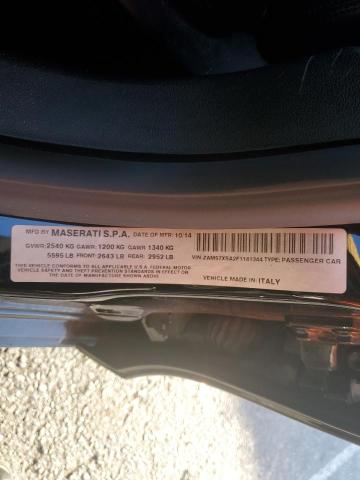 MFD BY MASERATI S.P.A. DATE OF MFR: 10/14
GVWR: 2540 KG GAWR: 1200 KG GAWR 1340 KG
5595 LB FRONT: 2643 LB REAR: 2952 LB
THIS VEHICLE CONFORMS TO ALL APPLICABLE U.S.A. FEDERAL MOTOR
VEHICLE SAFETY AND THEFT PREVENTION STANDARDS IN EFFECT ON
THE DATE OF MANUFACTURE SHOWN ABOVE
VIN ZAM57XSA2F1181344 TYPE: PASSENGER CAR
MADE IN ITALY